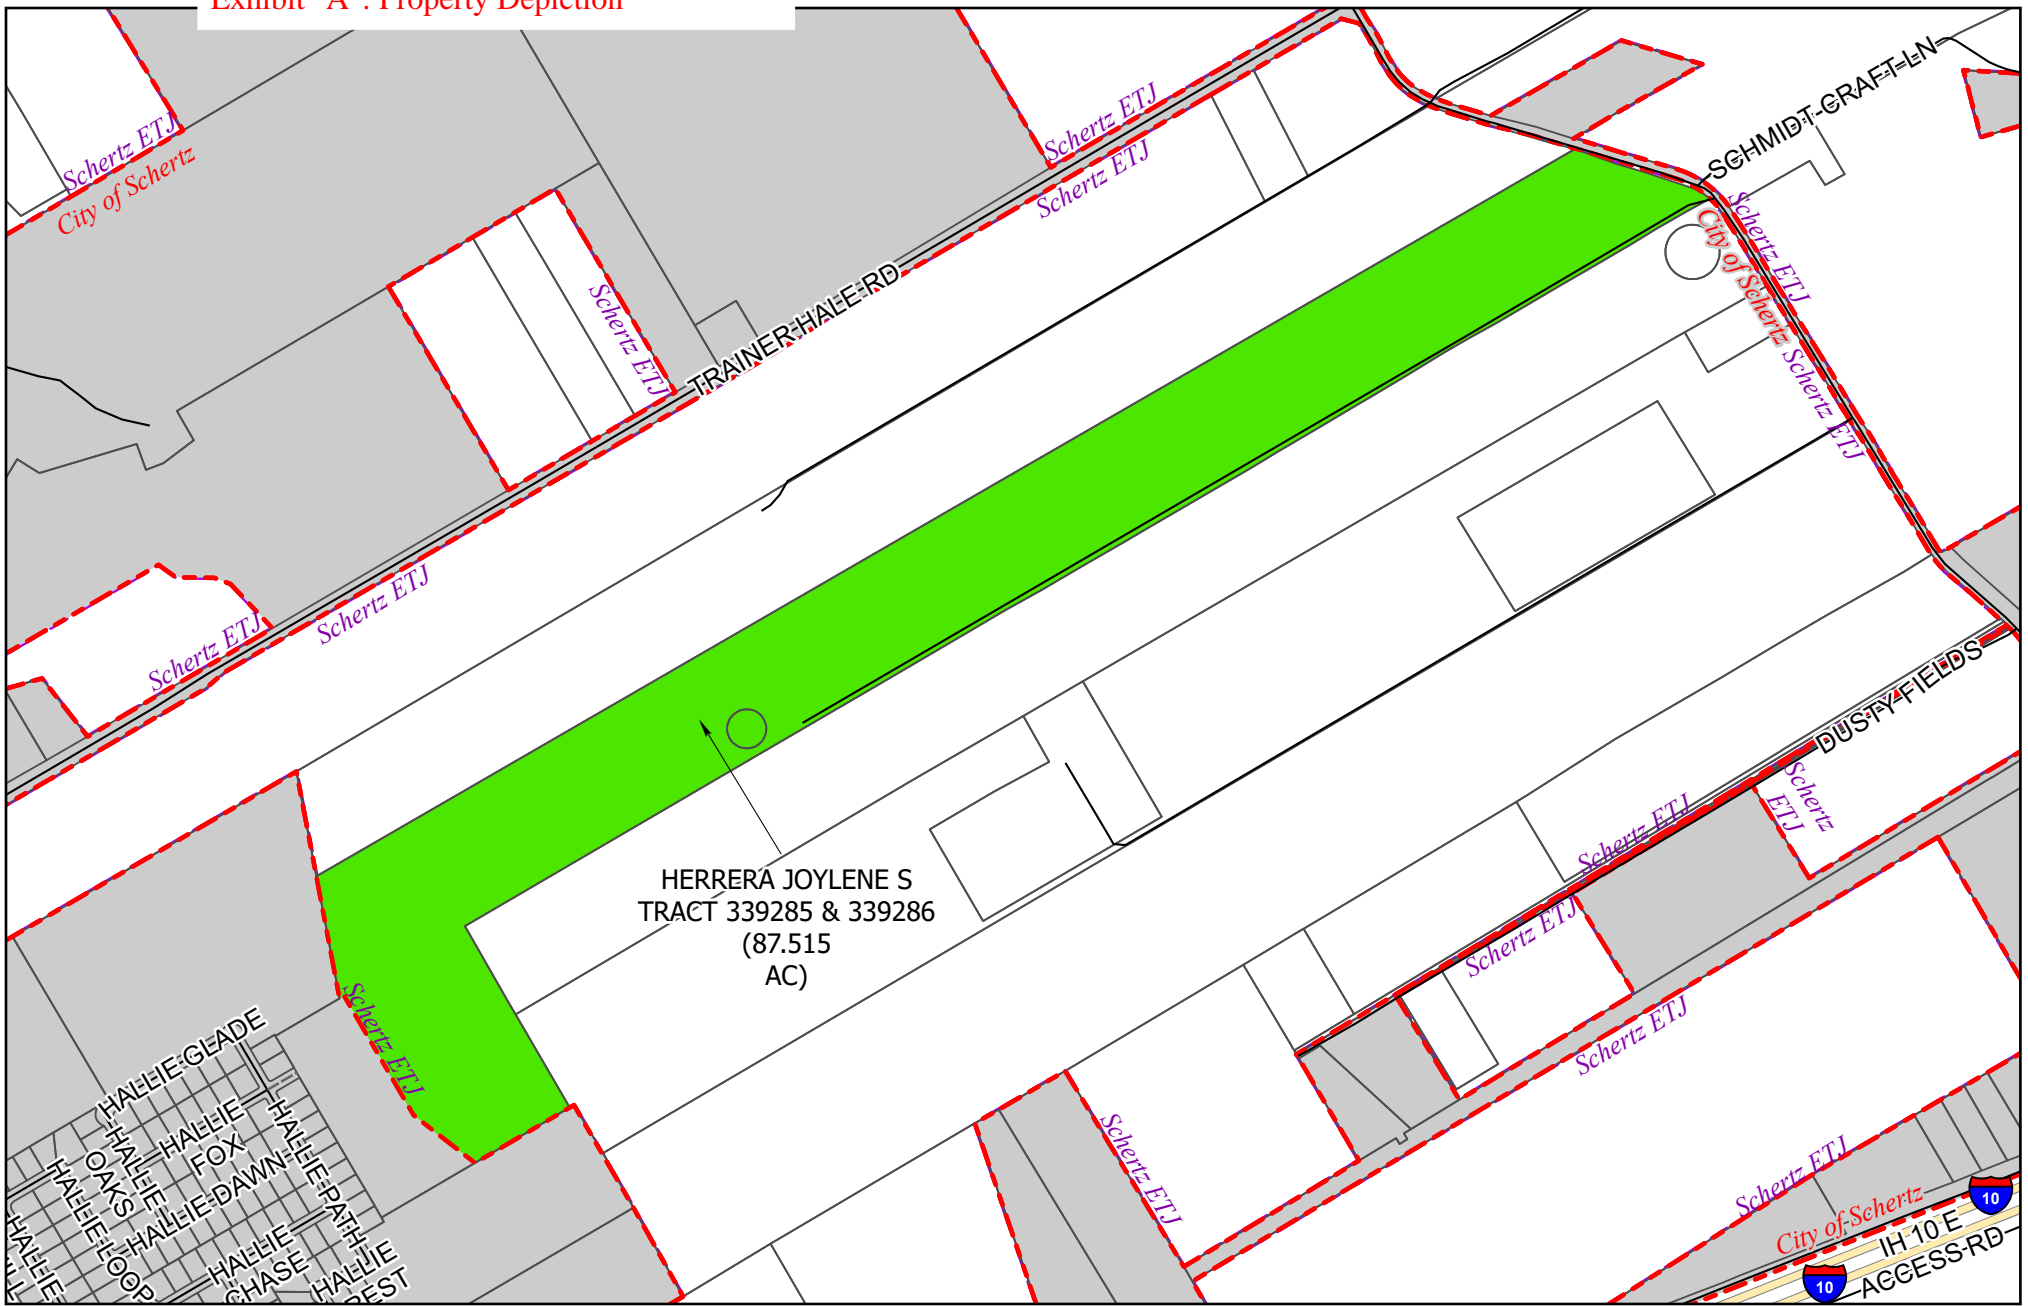 Exhibit "A": Property Depiction
Schertz ETJ
City of Schertz
Schertz ETJ
Schertz ETJ
SCHMIDT-CRAFT-LN
Schertz ETJ
City of Schertz
Schertz ETJ
TRAINER-HALE-RD
Schertz ETJ
Schertz ETJ
Schertz ETJ
DUSTY-FIELDS
Schertz
ETJ
Schertz ETJ
Schertz ETJ
HERRERA JOYLENE S
TRACT 339285 & 339286
(87.515
AC)
Schertz ETJ
Schertz ETJ
Schertz ETJ
Schertz ETJ
City of Schertz
10
IH 10 E
ACCESS-RD
10
HALLIE-GLADE
HALLIE
FOX
HALLIE
OAKS
HALLIE-DAWN
HALLIE-PATH
HALLIE-LOOP
HALLIE
CHASE
HALLIE
HALLIE